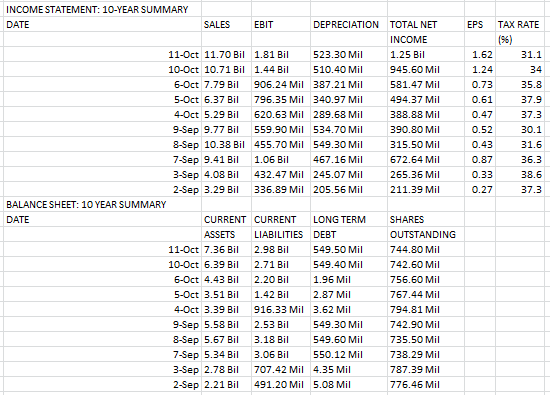 INCOME STATEMENT: 10-YEAR SUMMARY
DATE SALES EBIT DEPRECIATION TOTAL NET INCOME EPS TAX RATE (%)
11-Oct 11.70 Bil 1.81 Bil 523.30 Mil 1.25 Bil 1.62 31.1
10-Oct 10.71 Bil 1.44 Bil 510.40 Mil 945.60 Mil 1.24 34
6-Oct 7.79 Bil 906.24 Mil 387.21 Mil 581.47 Mil 0.73 35.8
5-Oct 6.37 Bil 796.35 Mil 340.97 Mil 494.37 Mil 0.61 37.9
4-Oct 5.29 Bil 620.63 Mil 289.68 Mil 388.88 Mil 0.47 37.3
9-Sep 9.77 Bil 559.90 Mil 534.70 Mil 390.80 Mil 0.52 30.1
8-Sep 10.38 Bil 455.70 Mil 549.30 Mil 315.50 Mil 0.43 31.6
7-Sep 9.41 Bil 1.06 Bil 467.16 Mil 672.64 Mil 0.87 36.3
3-Sep 4.08 Bil 432.47 Mil 245.07 Mil 265.36 Mil 0.33 38.6
2-Sep 3.29 Bil 336.89 Mil 205.56 Mil 211.39 Mil 0.27 37.3
BALANCE SHEET: 10 YEAR SUMMARY
DATE CURRENT ASSETS CURRENT LIABILITIES LONG TERM DEBT SHARES OUTSTANDING
11-Oct 7.36 Bil 2.98 Bil 549.50 Mil 744.80 Mil
10-Oct 6.39 Bil 2.71 Bil 549.40 Mil 742.60 Mil
6-Oct 4.43 Bil 2.20 Bil 1.96 Mil 756.60 Mil
5-Oct 3.51 Bil 1.42 Bil 2.87 Mil 767.44 Mil
4-Oct 3.39 Bil 916.33 Mil 3.62 Mil 794.81 Mil
9-Sep 5.58 Bil 2.53 Bil 549.30 Mil 742.90 Mil
8-Sep 5.67 Bil 3.18 Bil 549.60 Mil 735.50 Mil
7-Sep 5.34 Bil 3.06 Bil 550.12 Mil 738.29 Mil
3-Sep 2.78 Bil 707.42 Mil 4.35 Mil 787.39 Mil
2-Sep 2.21 Bil 491.20 Mil 5.08 Mil 776.46 Mil